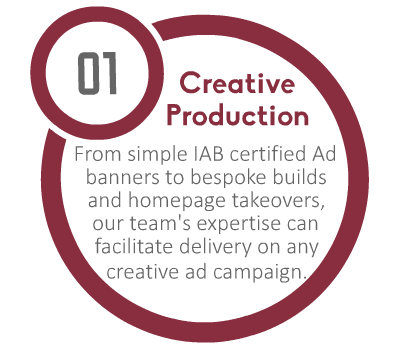 01
Creative
Production
From simple IAB certified Ad
banners to bespoke builds
and homepage takeovers,
our team's expertise can
facilitate delivery on any
creative ad campaign.